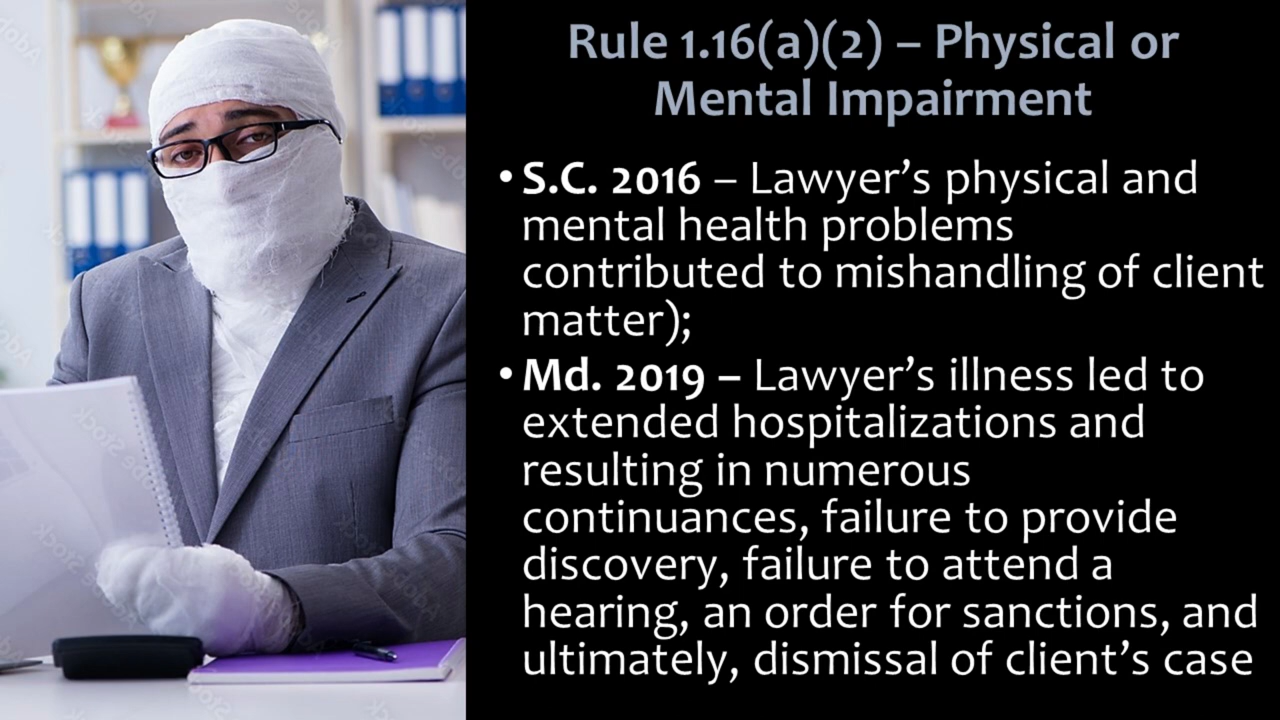 Rule 1.16(a)(2) – Physical or
Mental Impairment
• S.C. 2016 – Lawyer’s physical and
mental health problems
contributed to mishandling of client
matter);
• Md. 2019 – Lawyer’s illness led to
extended hospitalizations and
resulting in numerous
continuances, failure to provide
discovery, failure to attend a
hearing, an order for sanctions, and
ultimately, dismissal of client’s case